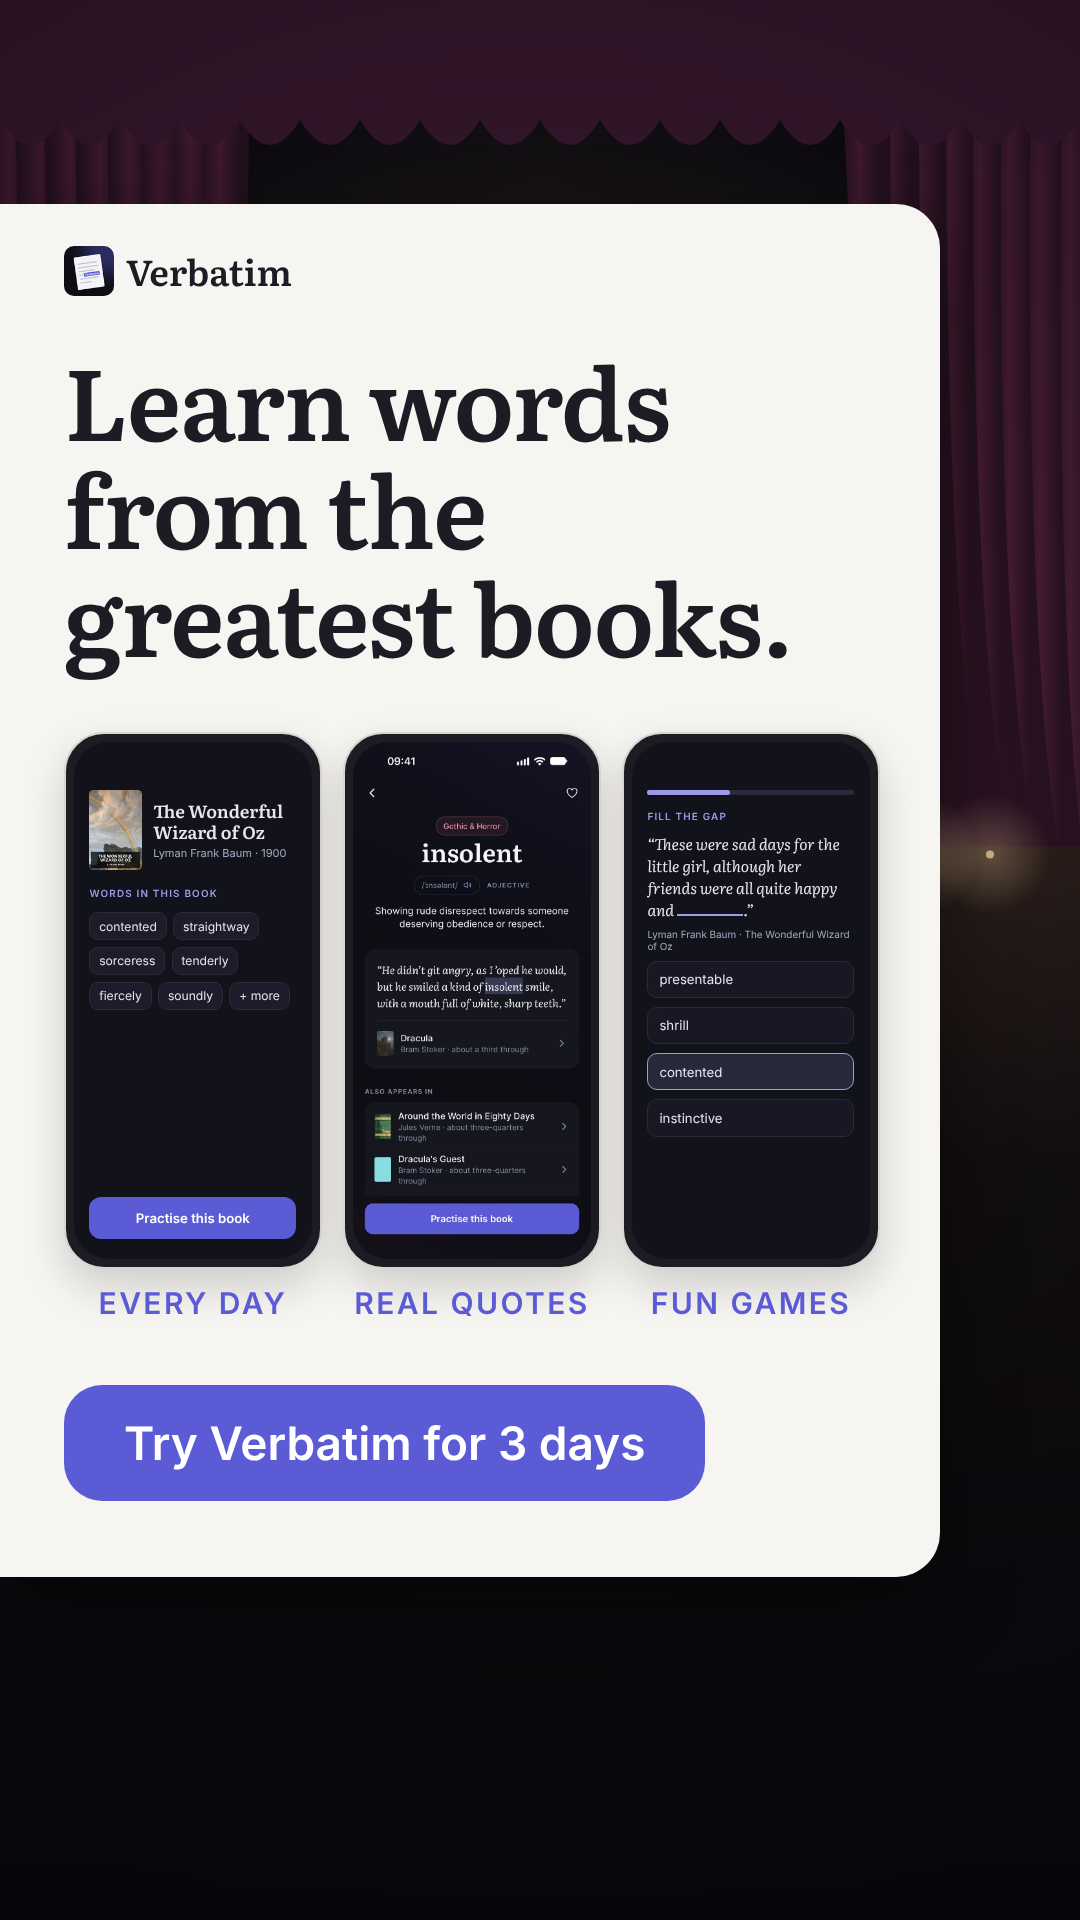 Verbatim
Learn words
from the
greatest books.
The Wonderful
Wizard of Oz
Lyman Frank Baum · 1900
WORDS IN THIS BOOK
contented
straightway
sorceress
tenderly
fiercely
soundly
+ more
Practise this book
EVERY DAY
09:41
Gothic & Horror
insolent
/ˈɪnsələnt/
ADJECTIVE
Showing rude disrespect towards someone
deserving obedience or respect.
“He didn’t git angry, as I ’oped he would,
but he smiled a kind of insolent smile,
with a mouth full of white, sharp teeth.”
Dracula
Bram Stoker · about a third through
ALSO APPEARS IN
Around the World in Eighty Days
Jules Verne · about three-quarters
through
Dracula's Guest
Bram Stoker · about three-quarters
through
Practise this book
REAL QUOTES
FILL THE GAP
“These were sad days for the
little girl, although her
friends were all quite happy
and ______.”
Lyman Frank Baum · The Wonderful Wizard
of Oz
presentable
shrill
contented
instinctive
FUN GAMES
Try Verbatim for 3 days